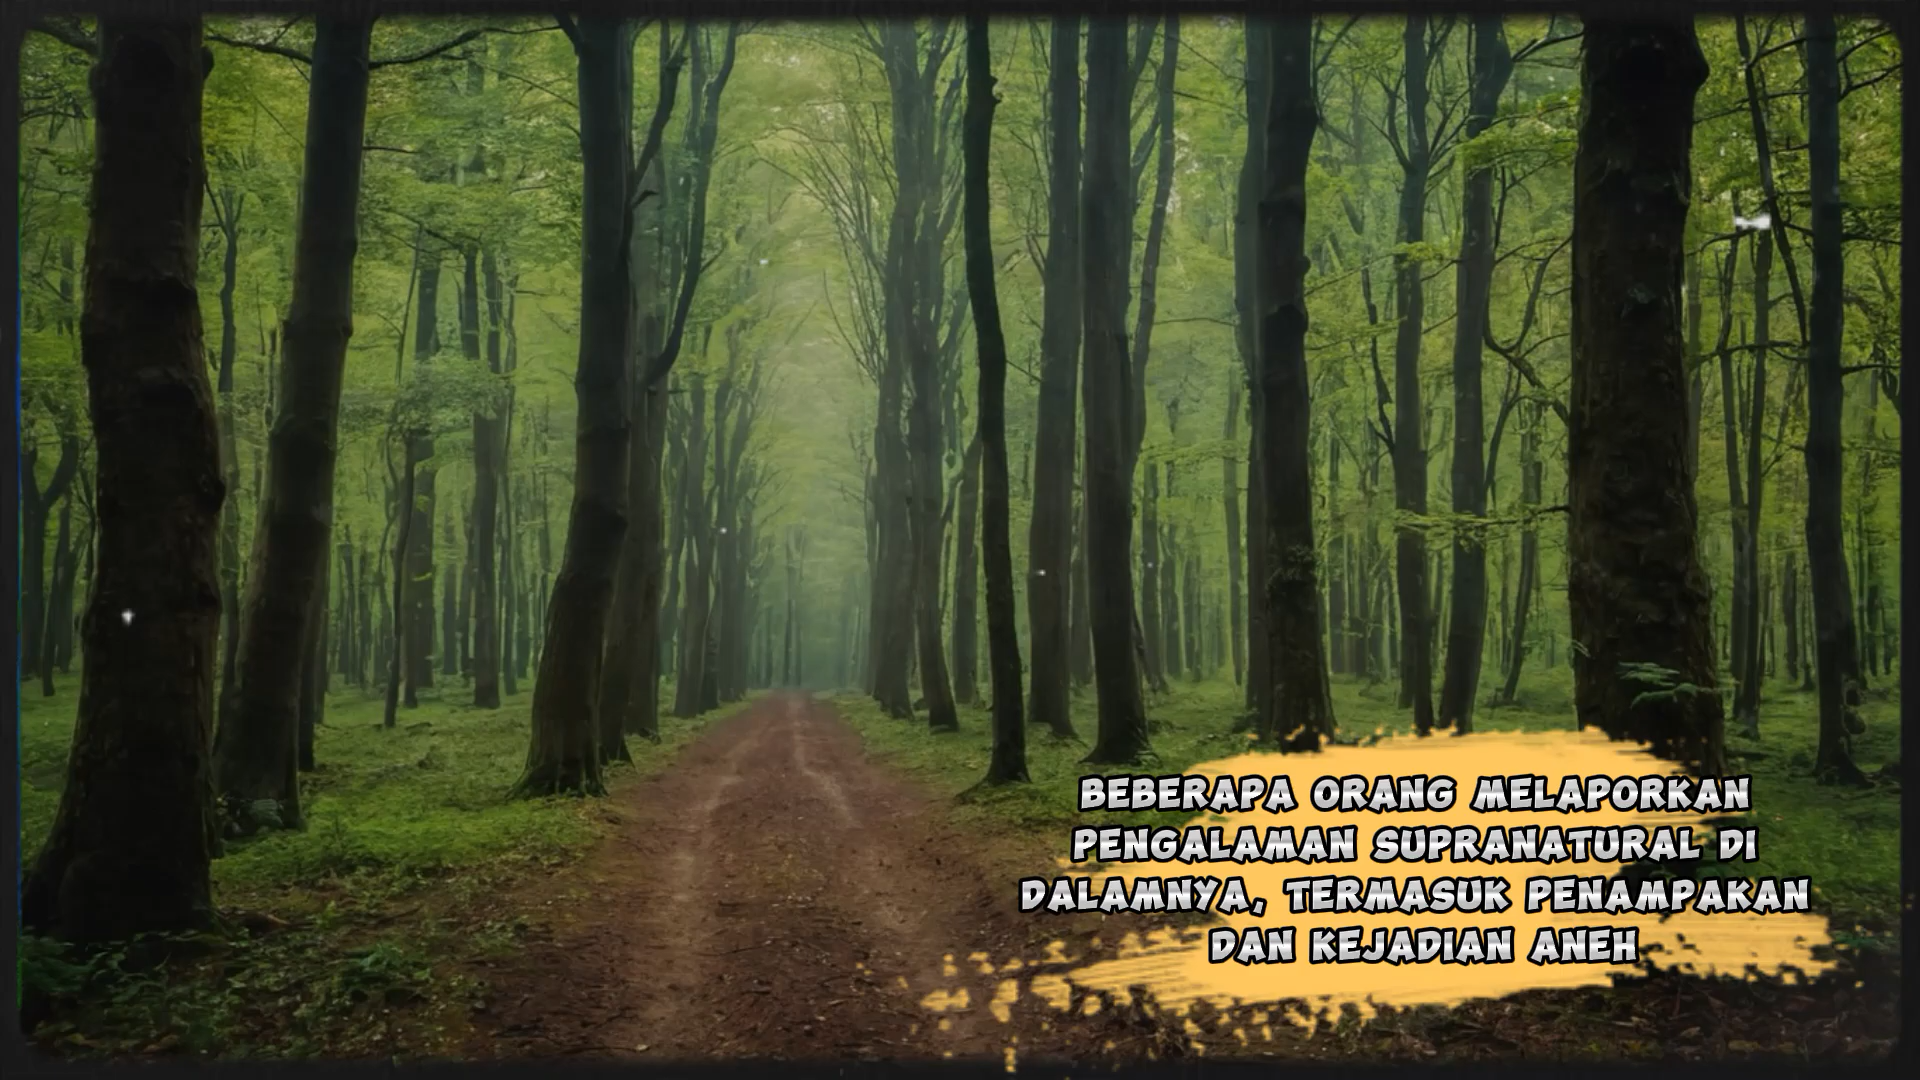 BEBERAPA ORANG MELAPORKAN
PENGALAMAN SUPRANATURAL DI
DALAMNYA, TERMASUK PENAMPAKAN
DAN KEJADIAN ANEH